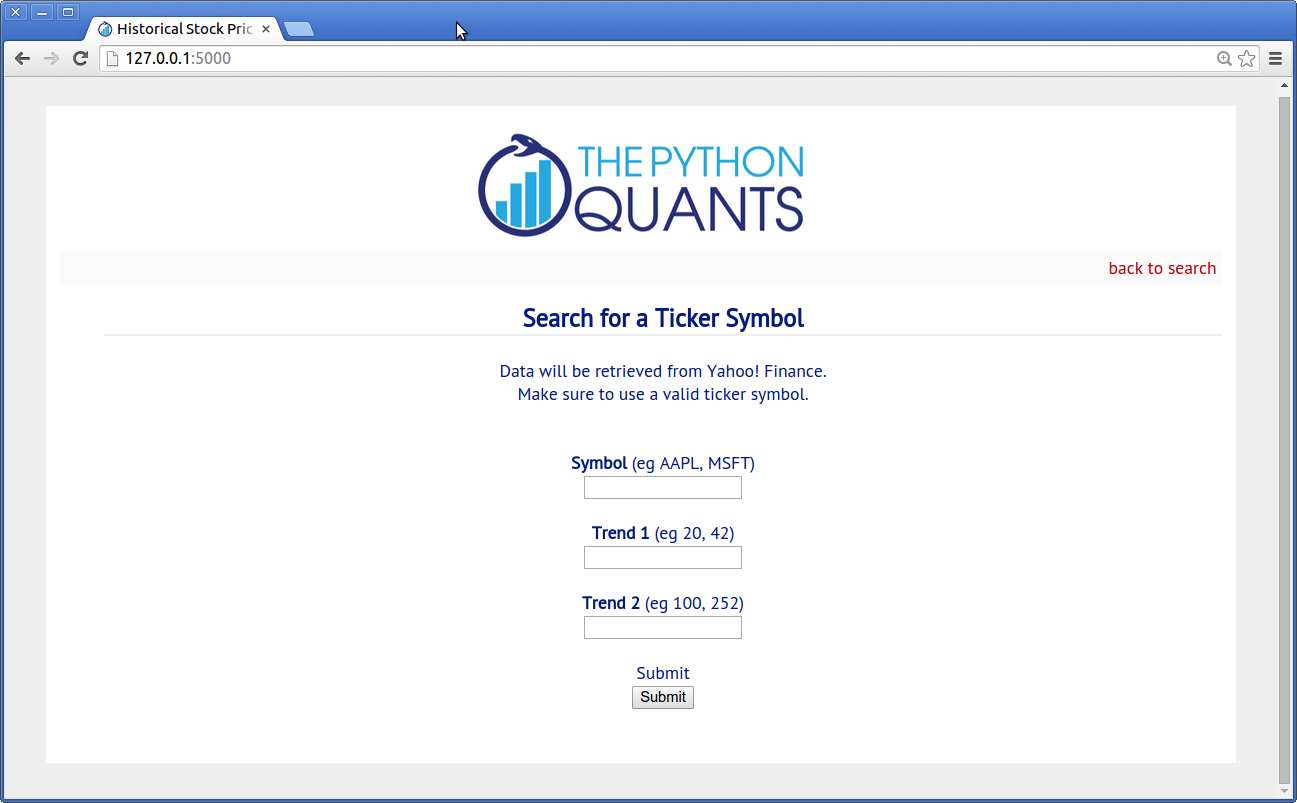 Historical Stock Pric
127.0.0.1:5000
THE PYTHON
QUANTS
back to search
Search for a Ticker Symbol
Data will be retrieved from Yahoo! Finance.
Make sure to use a valid ticker symbol.
Symbol (eg AAPL, MSFT)
Trend 1 (eg 20, 42)
Trend 2 (eg 100, 252)
Submit
Submit